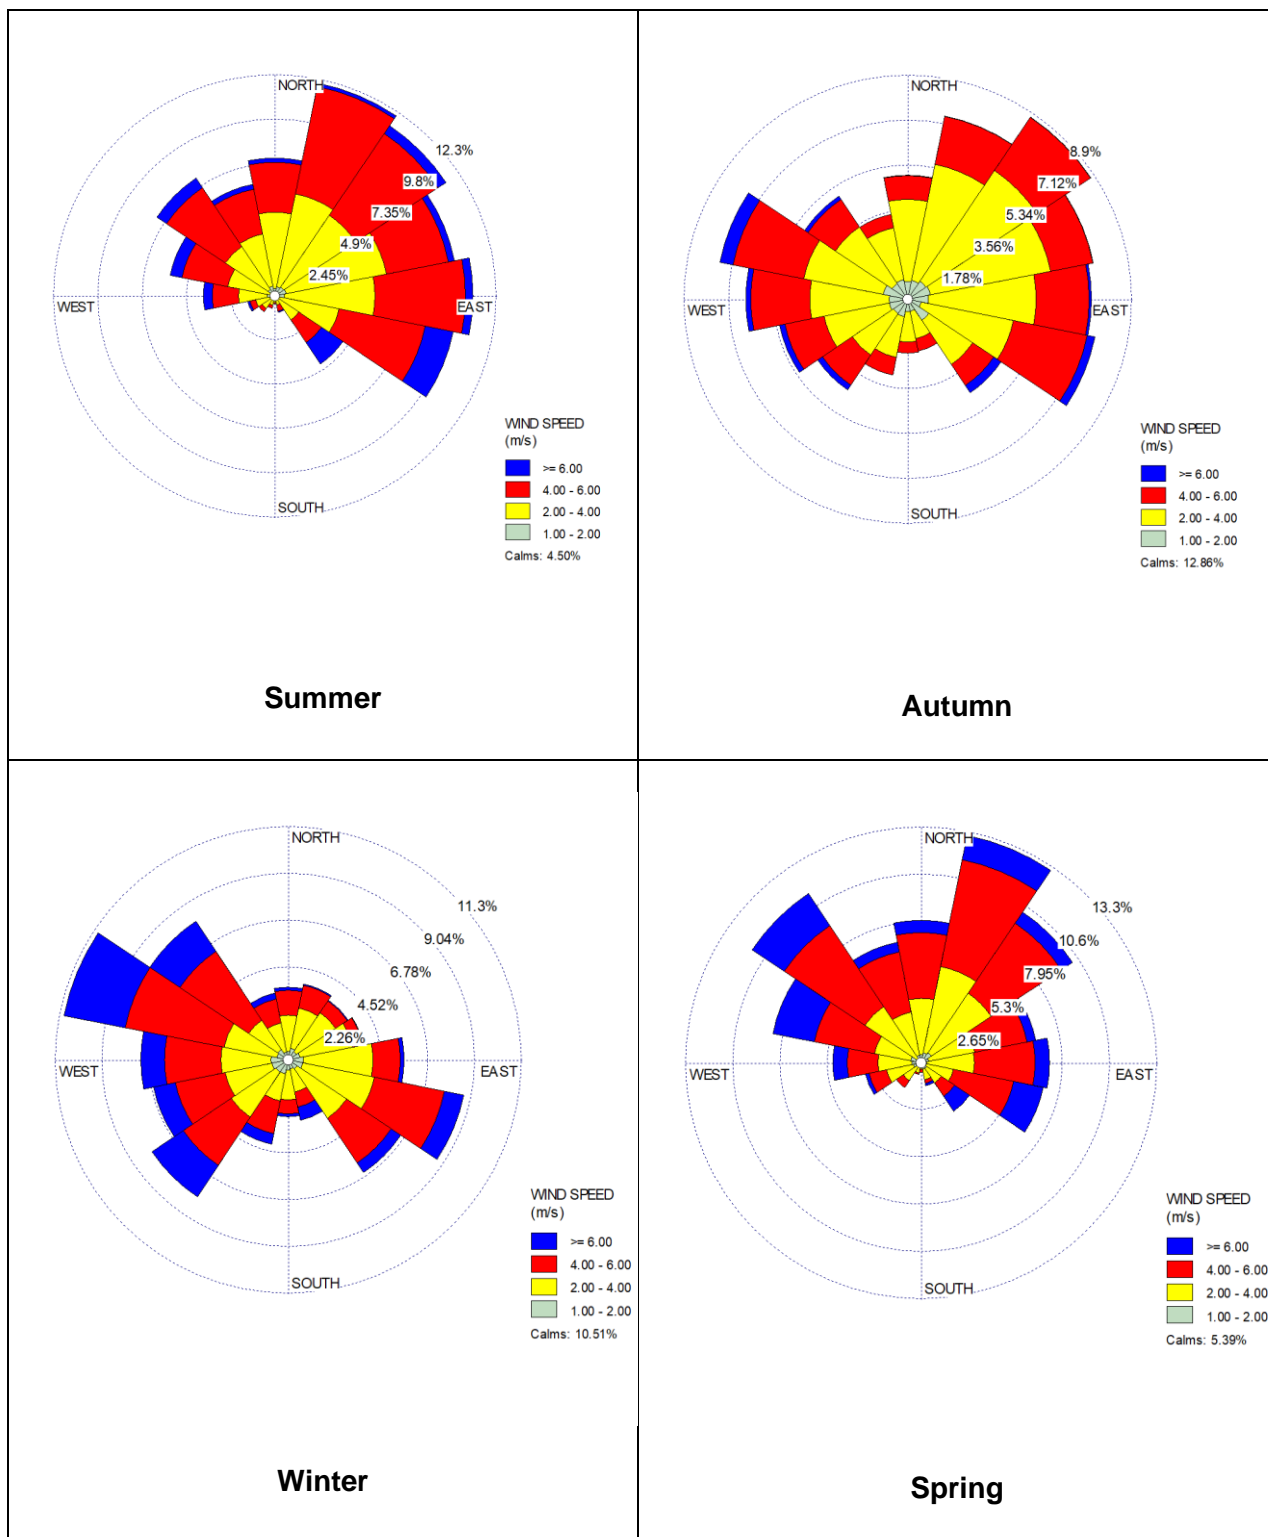 NORTH
12.3%
9.8%
7.35%
4.9%
2.45%
WEST
EAST
SOUTH
WIND SPEED
(m/s)
>= 6.00
4.00 - 6.00
2.00 - 4.00
1.00 - 2.00
Calms: 4.50%
Summer
NORTH
8.9%
7.12%
5.34%
3.56%
1.78%
WEST
EAST
SOUTH
WIND SPEED
(m/s)
>= 6.00
4.00 - 6.00
2.00 - 4.00
1.00 - 2.00
Calms: 12.86%
Autumn
NORTH
11.3%
9.04%
6.78%
4.52%
2.26%
WEST
EAST
SOUTH
WIND SPEED
(m/s)
>= 6.00
4.00 - 6.00
2.00 - 4.00
1.00 - 2.00
Calms: 10.51%
Winter
NORTH
13.3%
10.6%
7.95%
5.3%
2.65%
WEST
EAST
SOUTH
WIND SPEED
(m/s)
>= 6.00
4.00 - 6.00
2.00 - 4.00
1.00 - 2.00
Calms: 5.39%
Spring